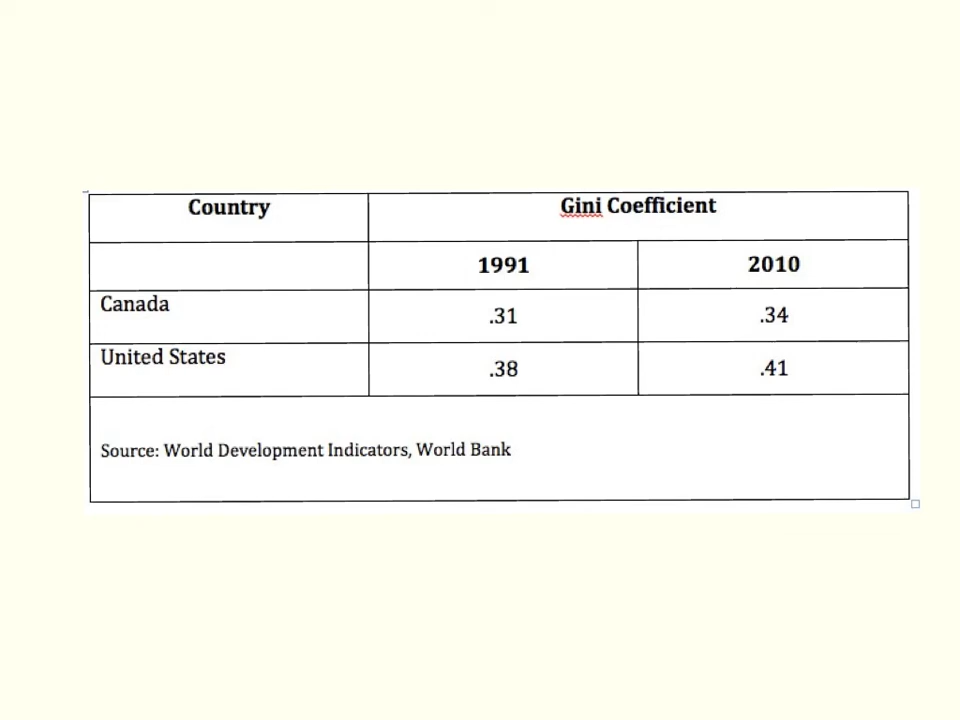 Country Gini Coefficient
1991 2010
Canada .31 .34
United States .38 .41
Source: World Development Indicators, World Bank